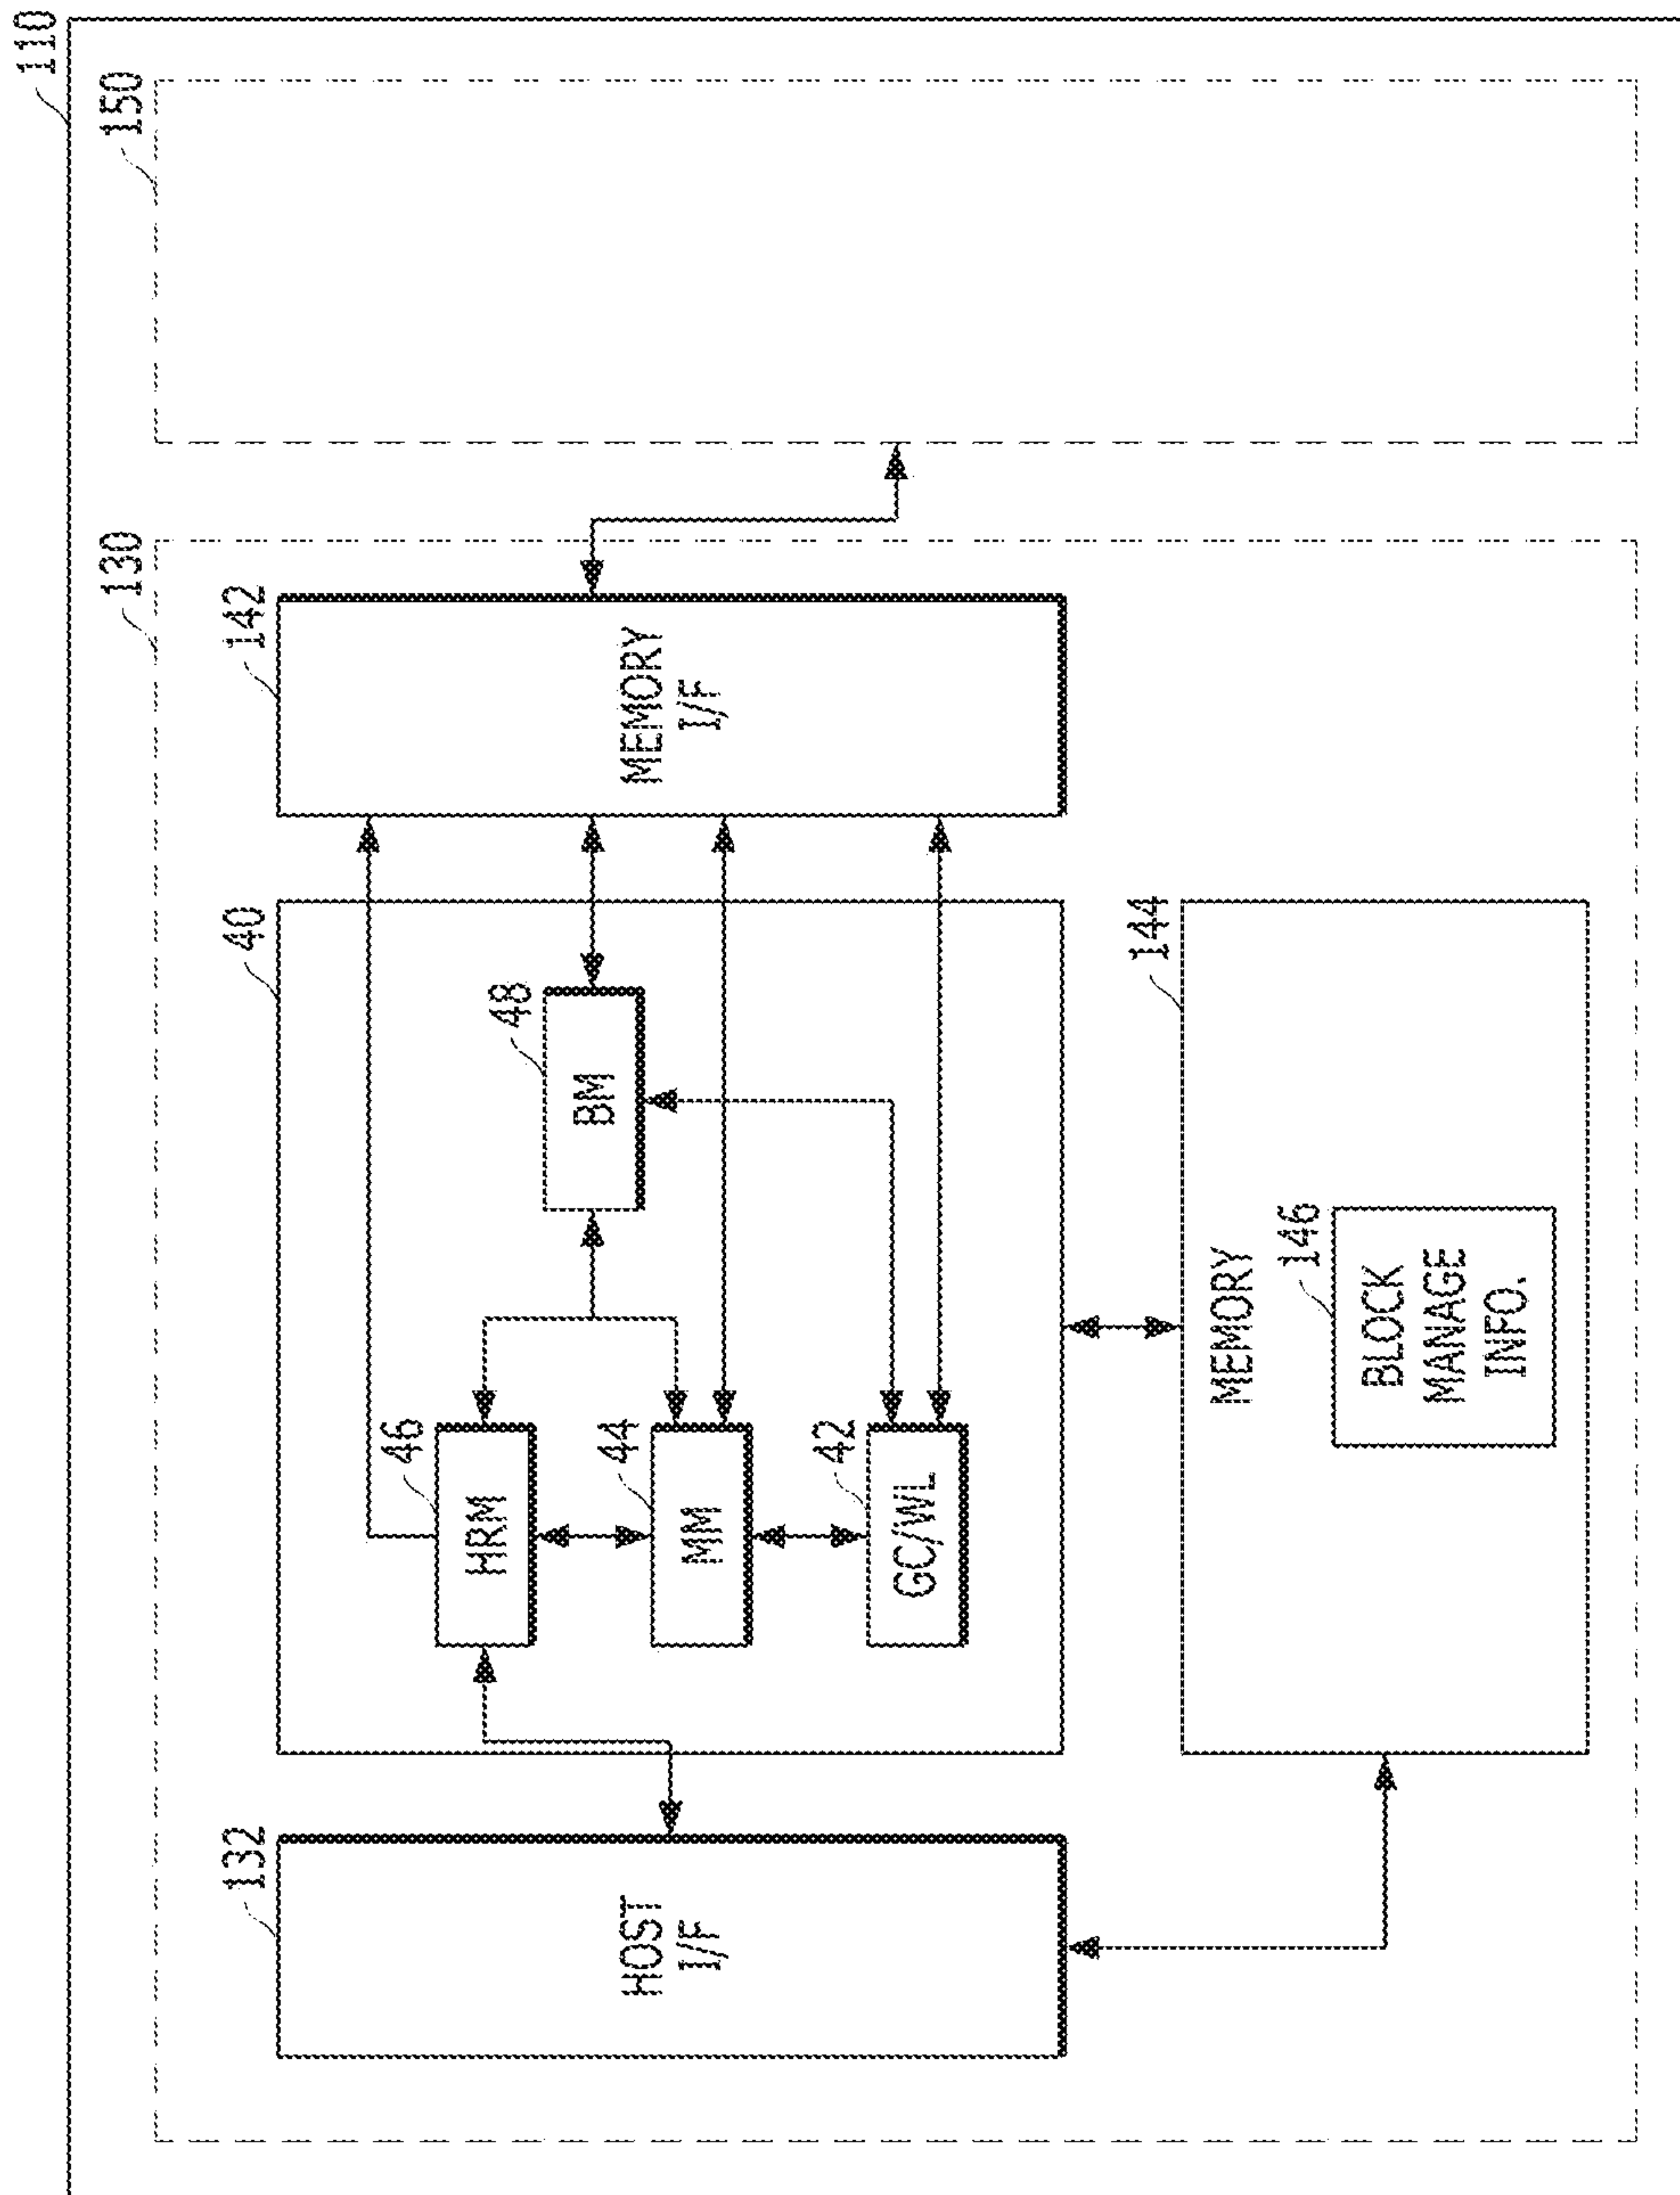 110
130
150
132
HOST
I/F
40
46
HRM
44
MM
42
GC/WL
48
BM
142
MEMORY
I/F
144
MEMORY
146
BLOCK
MANAGE
INFO.